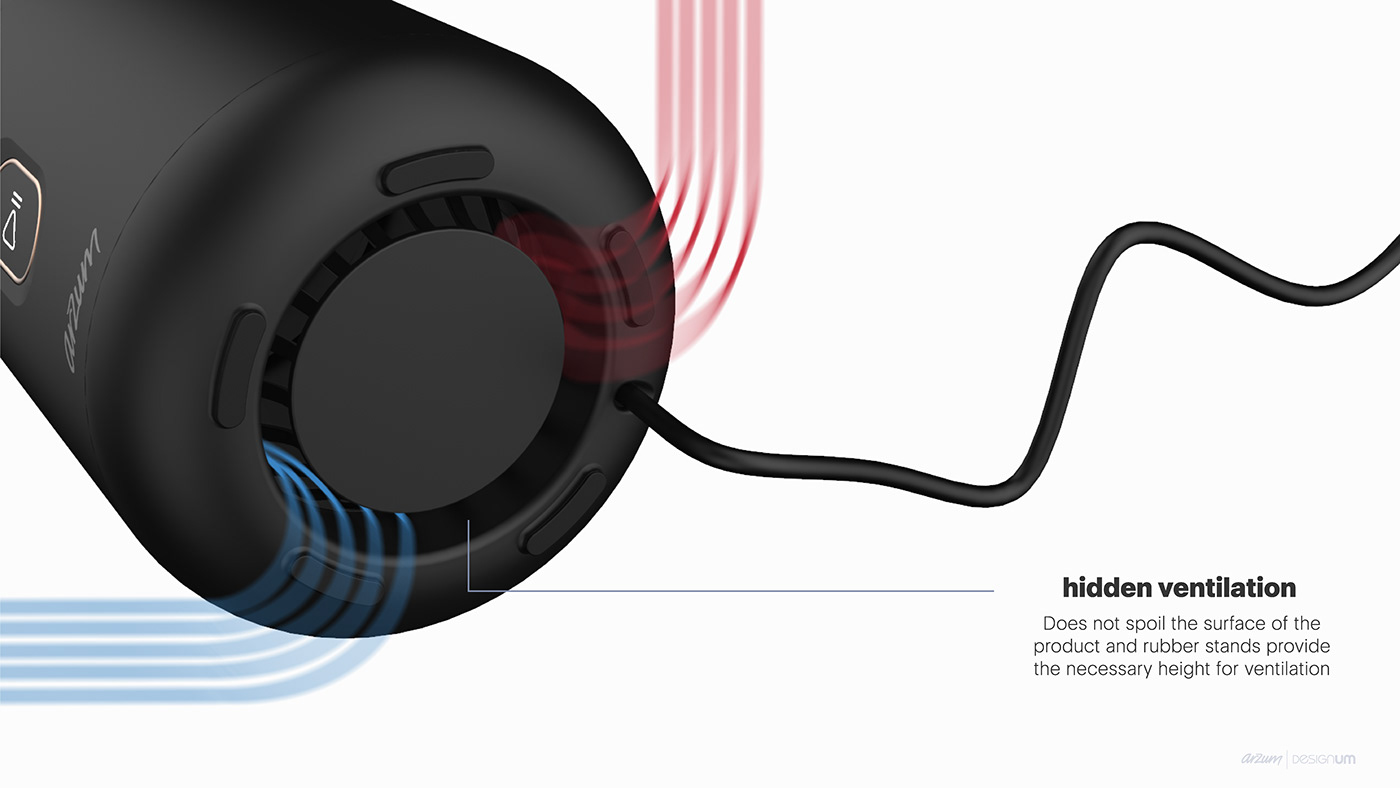 arzum
hidden ventilation
Does not spoil the surface of the
product and rubber stands provide
the necessary height for ventilation
arzum DESIGNUM